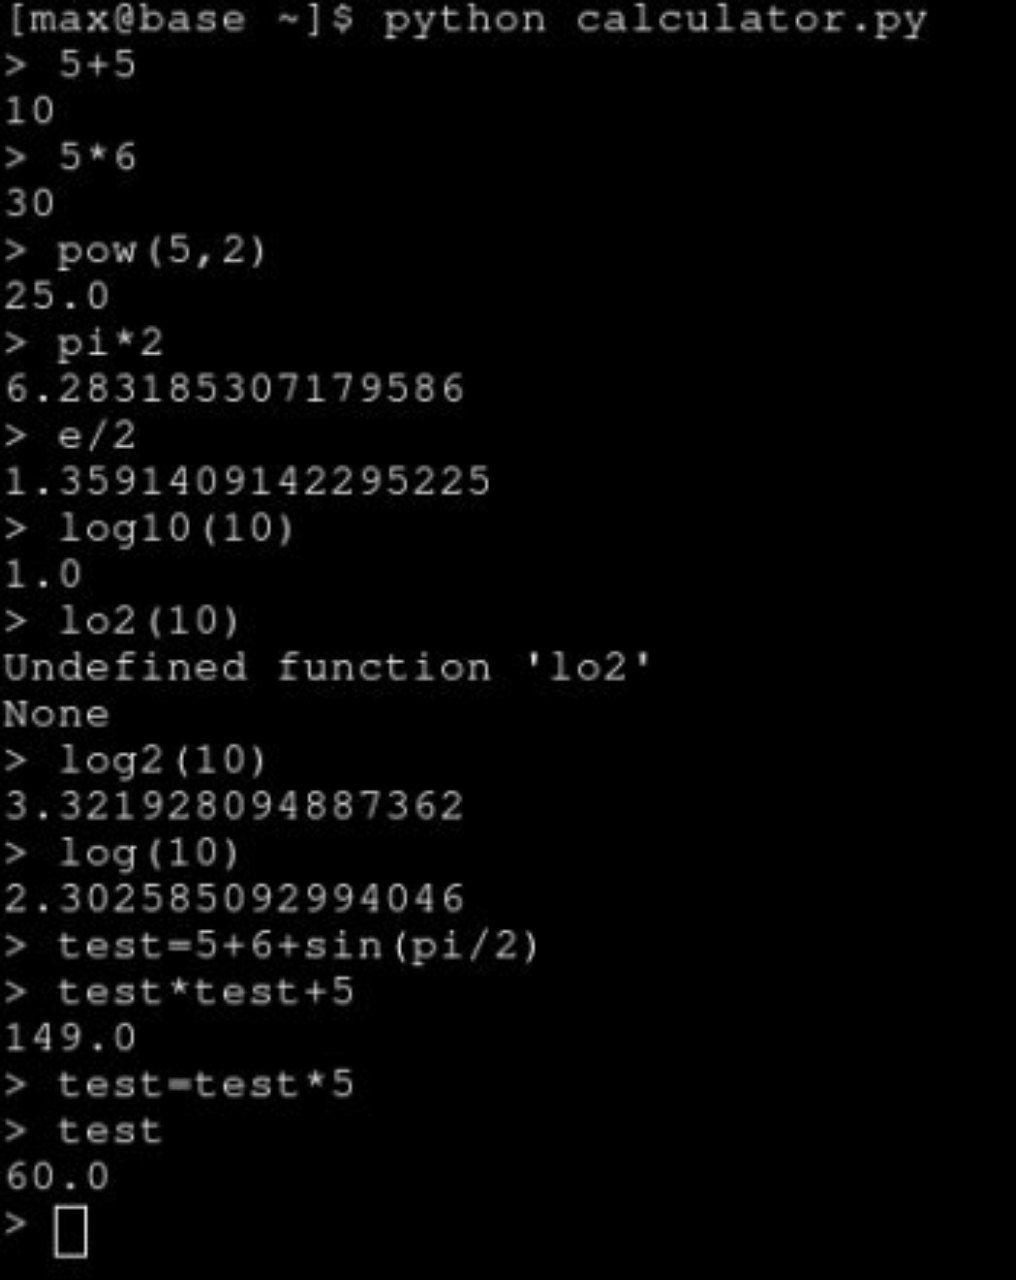 [max@base ~]$ python calculator.py
> 5+5
10
> 5*6
30
> pow(5,2)
25.0
> pi*2
6.283185307179586
> e/2
1.3591409142295225
> log10(10)
1.0
> lo2(10)
Undefined function 'lo2'
None
> log2(10)
3.321928094887362
> log(10)
2.302585092994046
> test=5+6+sin(pi/2)
> test*test+5
149.0
> test=test*5
> test
60.0
>